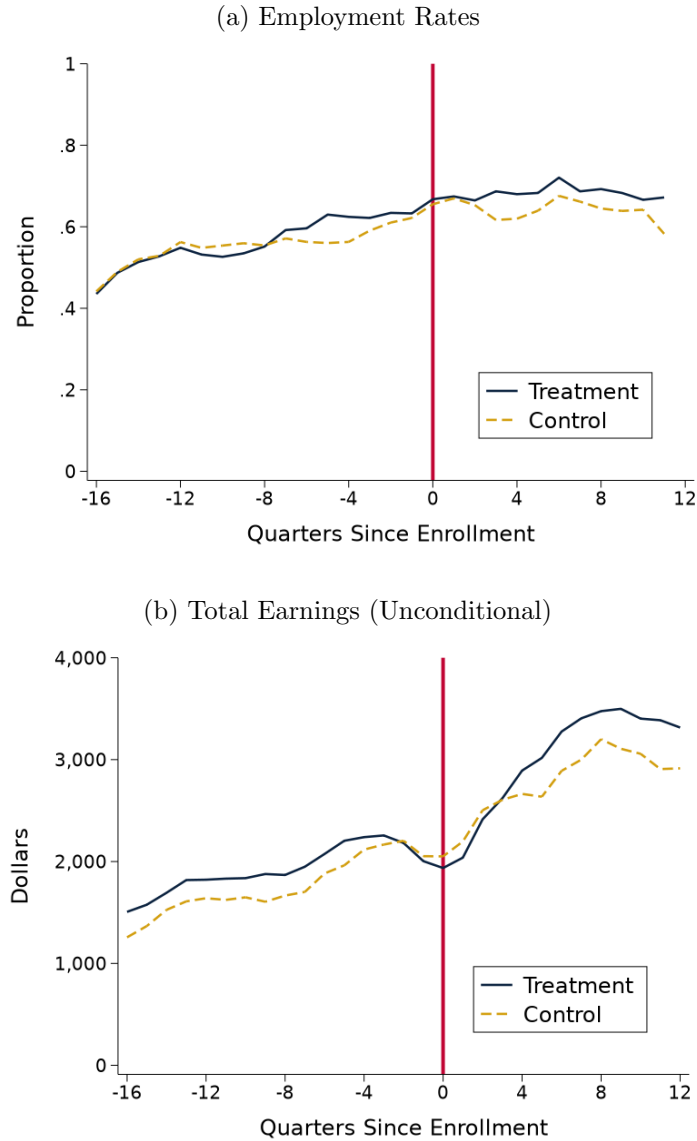 (a) Employment Rates
1
.8
.6
.4
.2
0
Proportion
-16 -12 -8 -4 0 4 8 12
Quarters Since Enrollment
Treatment
Control
(b) Total Earnings (Unconditional)
4,000
3,000
2,000
1,000
0
Dollars
-16 -12 -8 -4 0 4 8 12
Quarters Since Enrollment
Treatment
Control